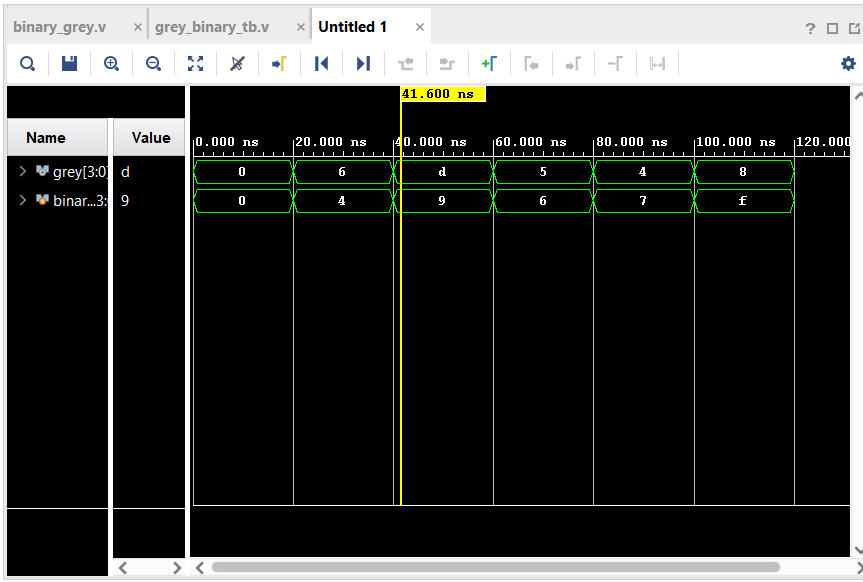 binary_grey.v × grey_binary_tb.v × Untitled 1 × ?
41.600 ns
Name Value 0.000 ns 20.000 ns 40.000 ns 60.000 ns 80.000 ns 100.000 ns 120.000
grey[3:0] d 0 6 d 5 4 8
binar...3: 9 0 4 9 6 7 f